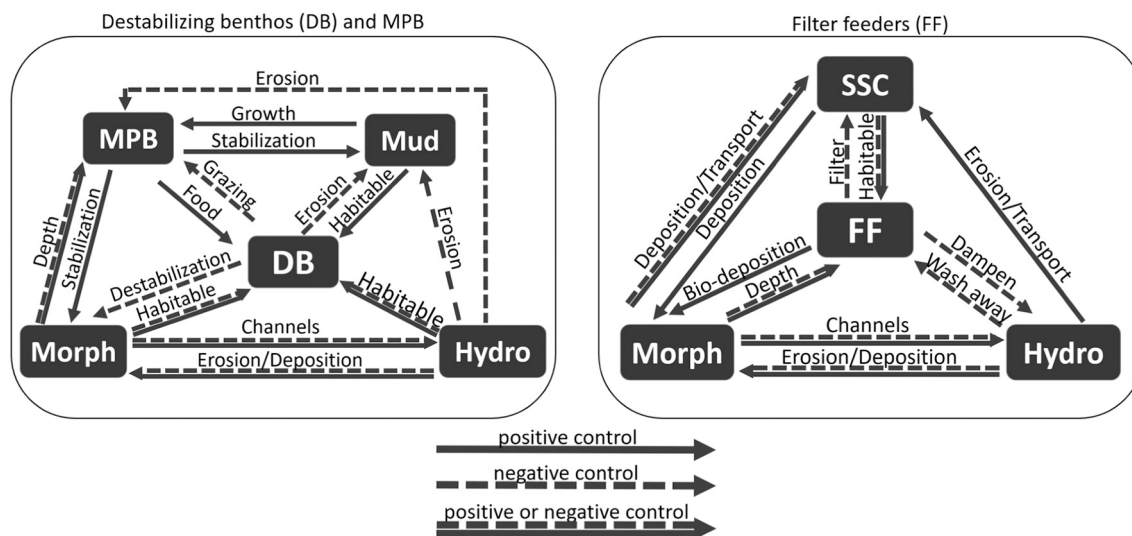 Destabilizing benthos (DB) and MPB
Erosion
Growth
MPB
Mud
Stabilization
Grazing
Food
Erosion
Habitable
Erosion
Depth
Stabilization
DB
Destabilization
Habitable
Habitable
Channels
Morph
Hydro
Erosion/Deposition
Filter feeders (FF)
SSC
Deposition/Transport
Deposition
Filter
Habitable
Erosion/Transport
FF
Bio-deposition
Depth
Dampen
Wash away
Channels
Morph
Hydro
Erosion/Deposition
positive control
negative control
positive or negative control